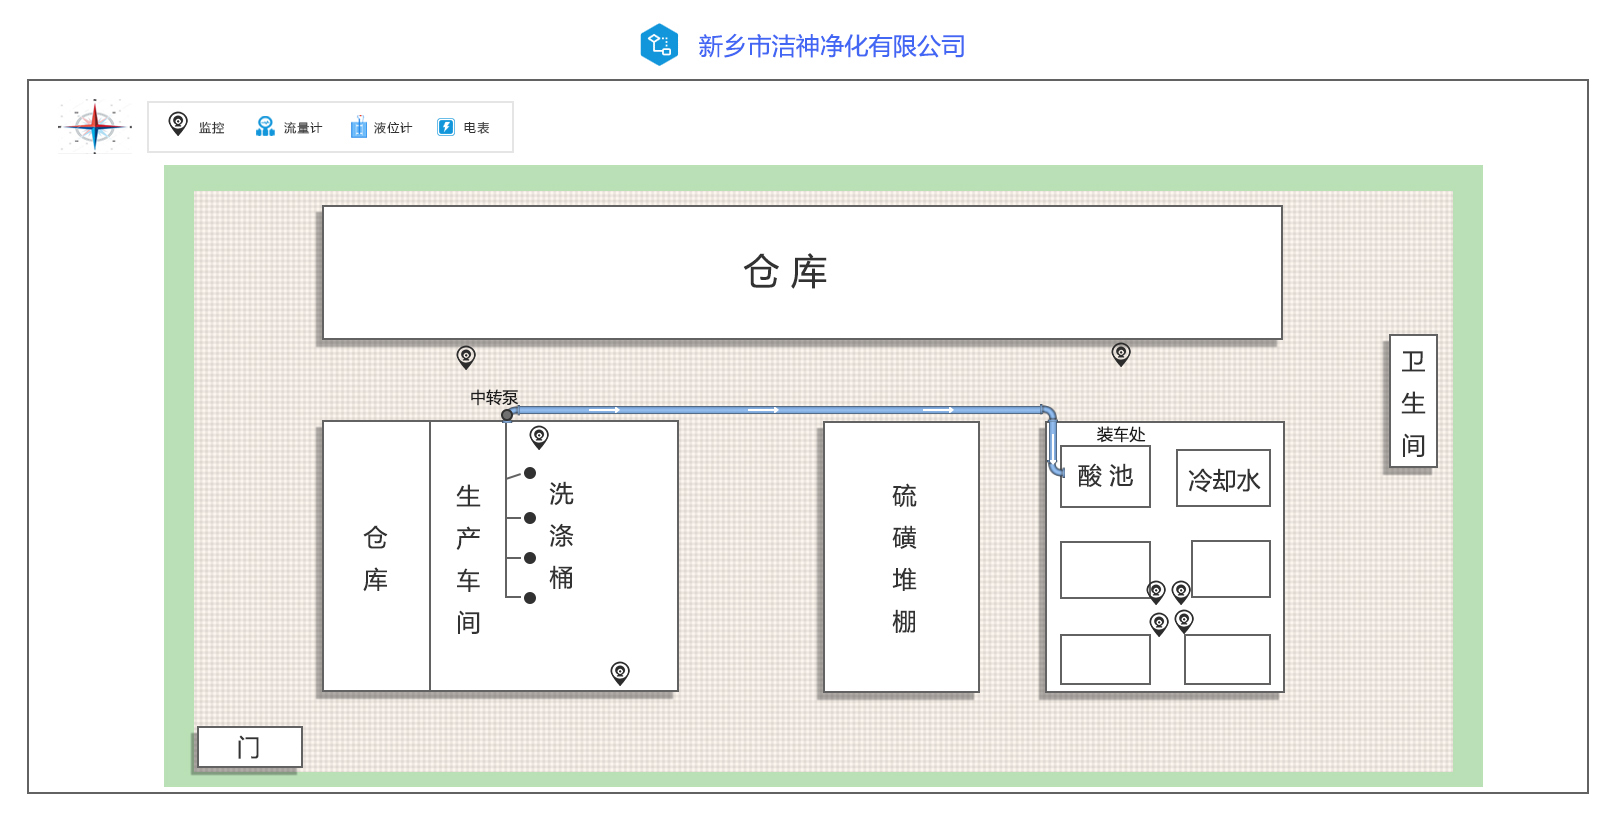 新乡市洁神净化有限公司
监控 流量计 液位计 电表
仓 库
卫生间
中转泵
装车处
酸 池
冷却水
仓库
生产车间
洗涤桶
硫磺堆棚
门